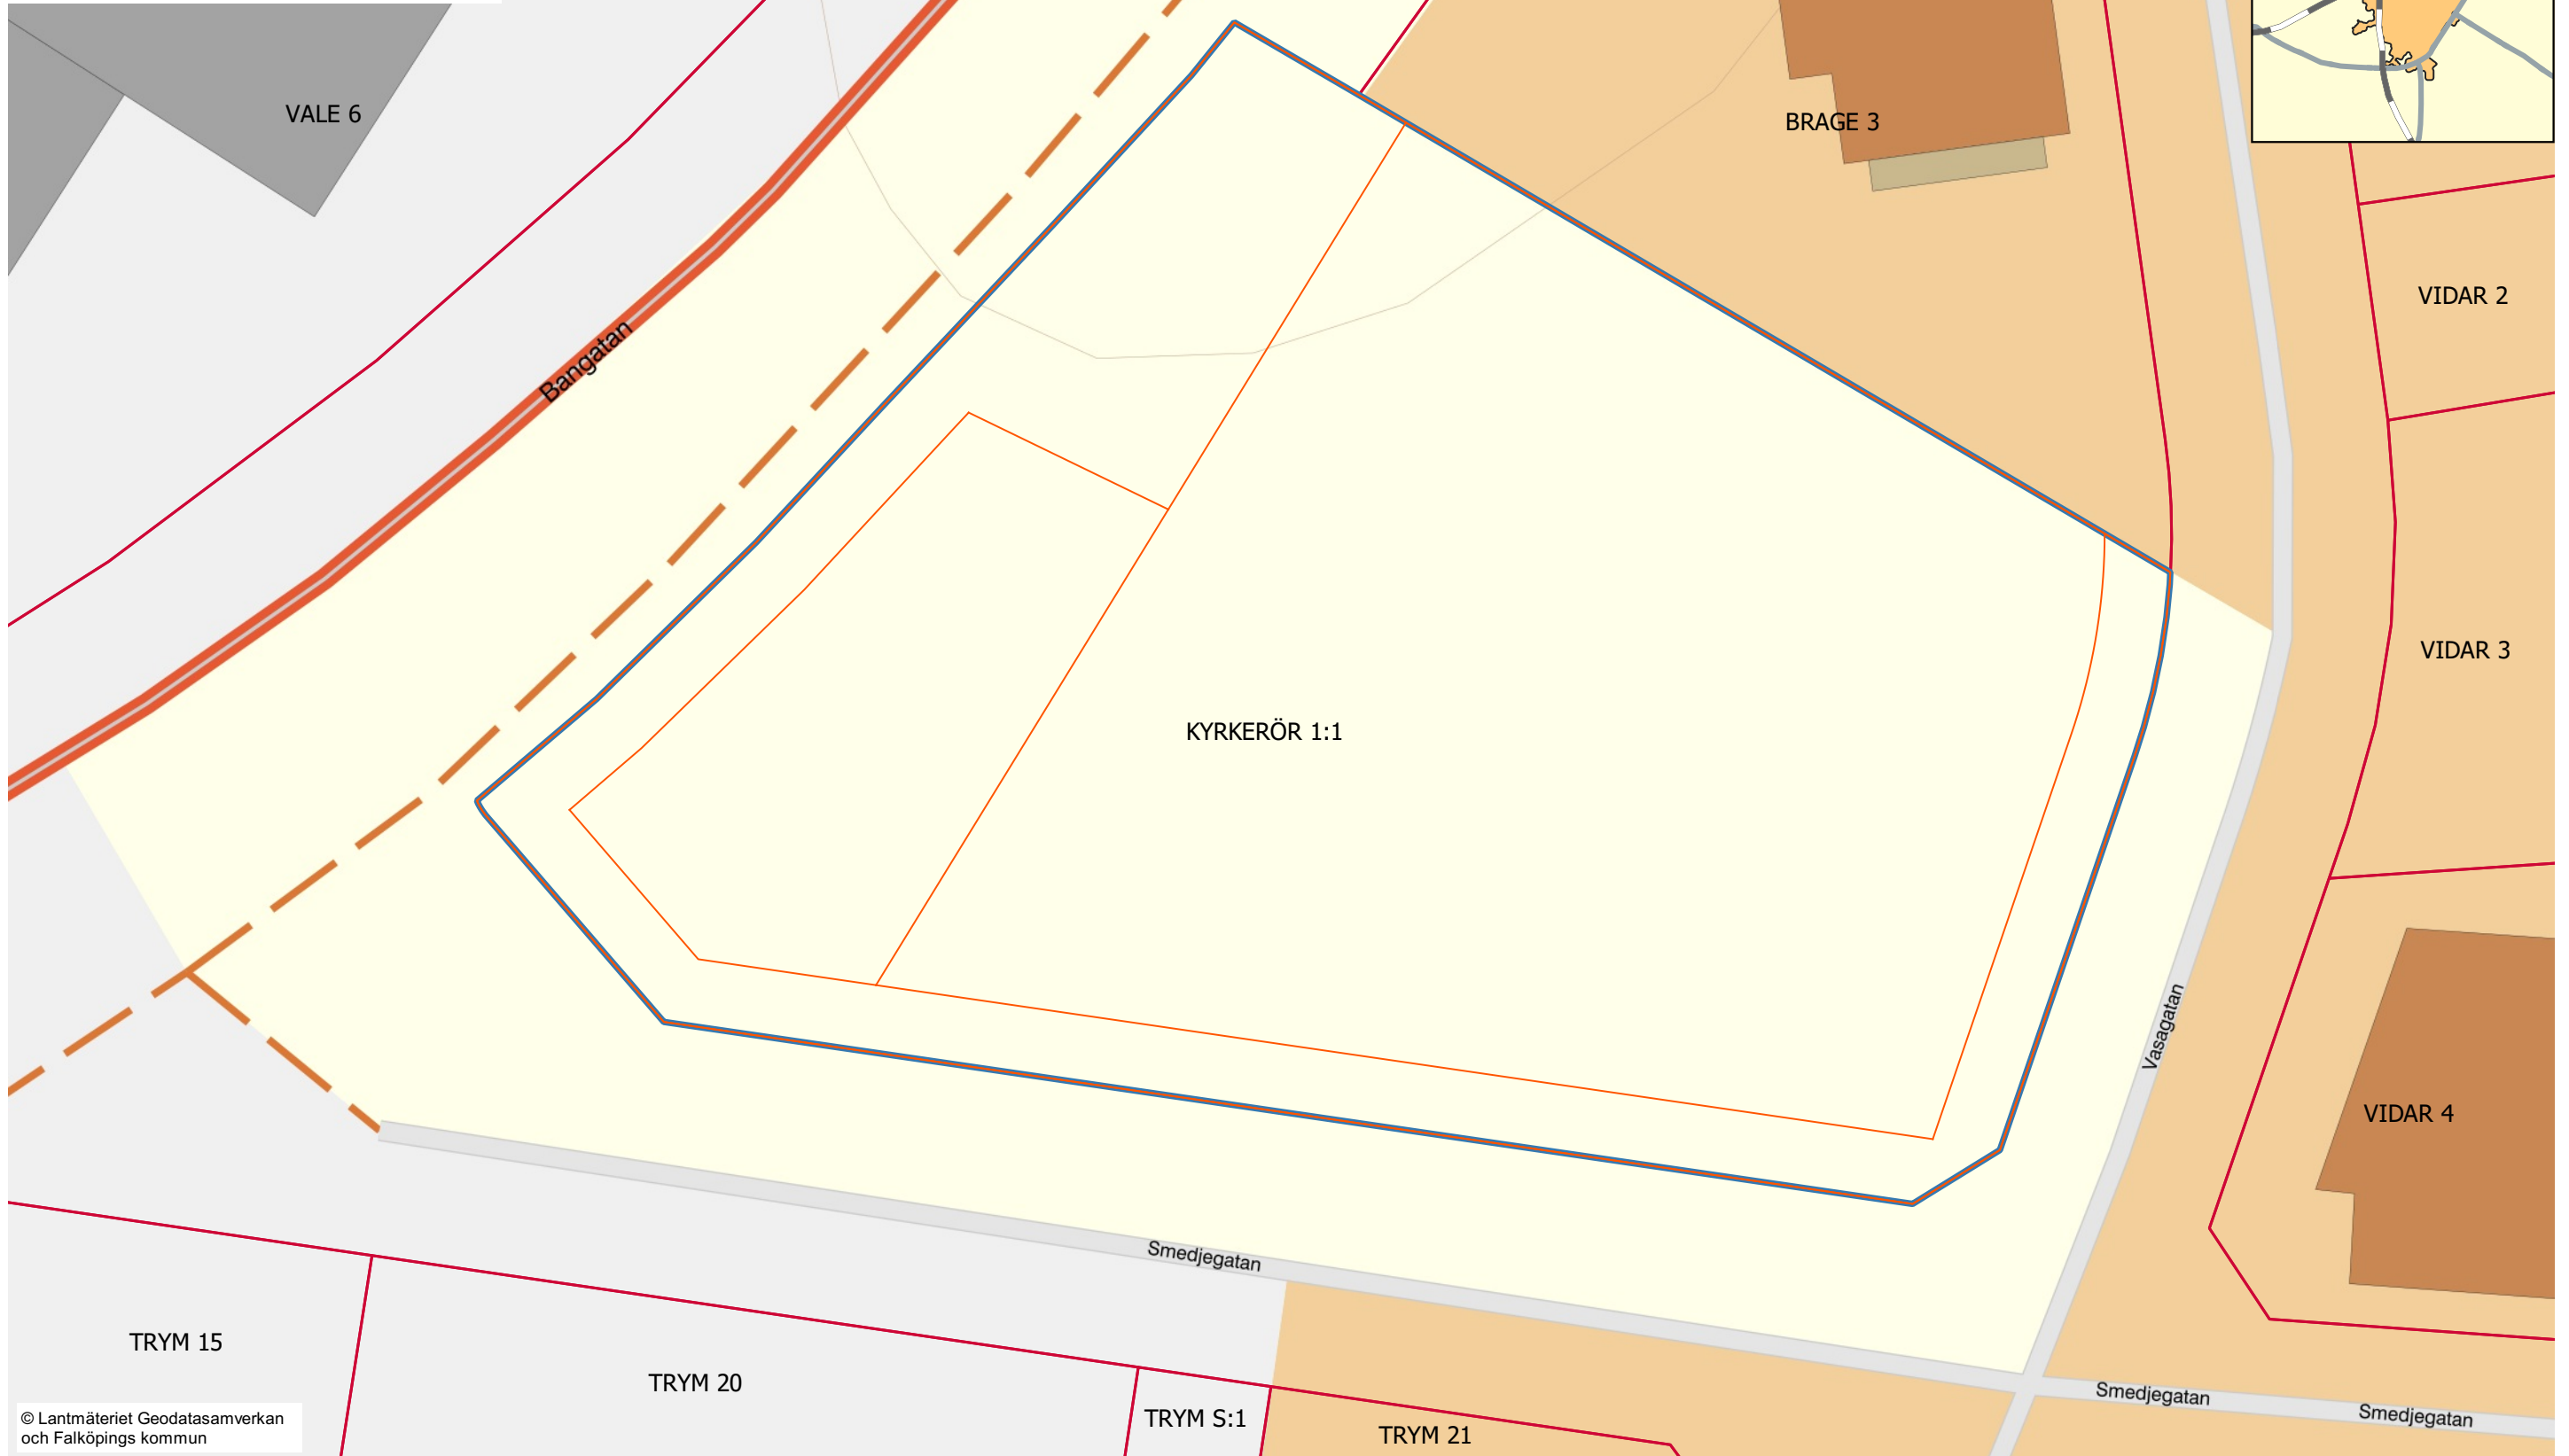 VALE 6
BRAGE 3
VIDAR 2
Bangatan
VIDAR 3
KYRKERÖR 1:1
Vasagatan
VIDAR 4
Smedjegatan
TRYM 15
TRYM 20
Smedjegatan
Smedjegatan
TRYM S:1
TRYM 21
© Lantmäteriet Geodatasamverkan
och Falköpings kommun